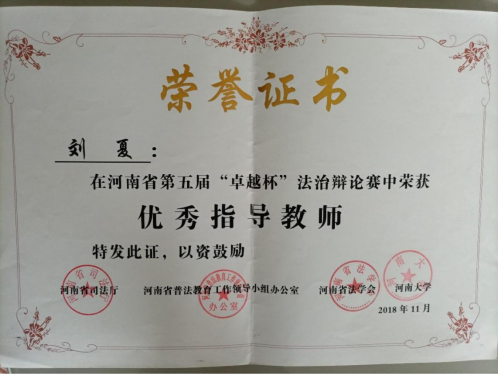 荣誉证书
刘夏：
在河南省第五届“卓越杯”法治辩论赛中荣获
优秀指导教师
特发此证，以资鼓励
河南省司法厅 河南省普法教育工作领导小组办公室 河南省法学会 河南大学
2018年11月